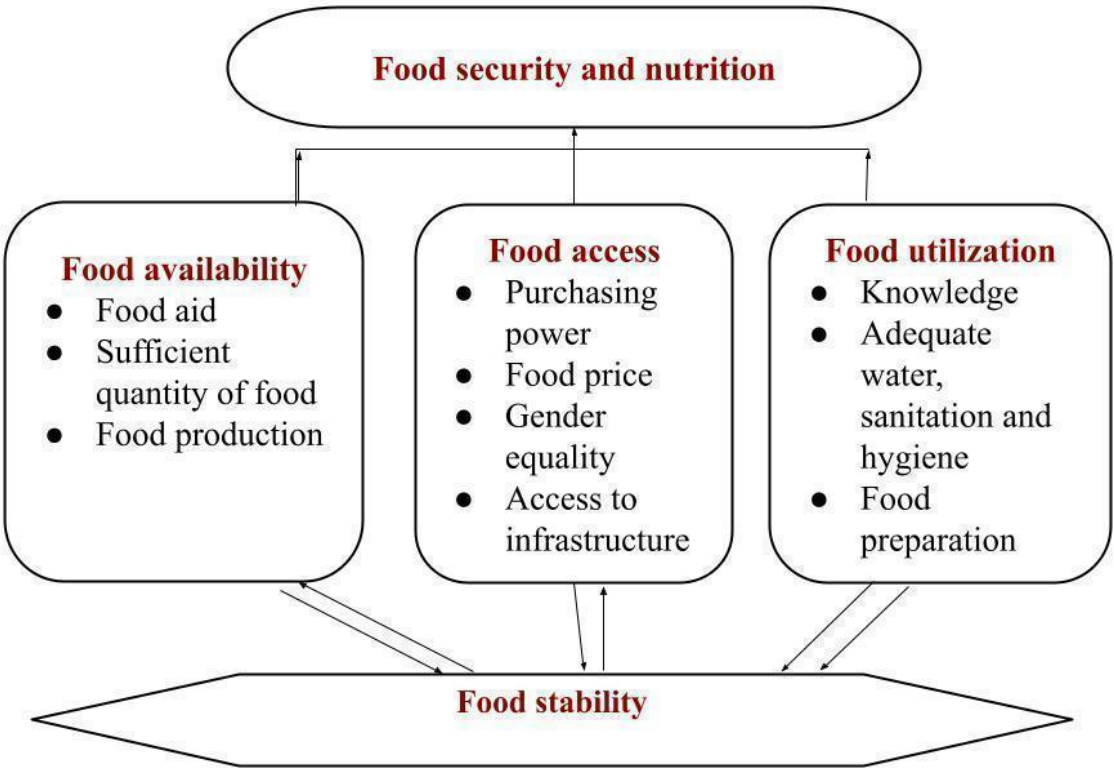 Food security and nutrition
Food availability
● Food aid
● Sufficient
quantity of food
● Food production
Food access
● Purchasing
power
● Food price
● Gender
equality
● Access to
infrastructure
Food utilization
● Knowledge
● Adequate
water,
sanitation and
hygiene
● Food
preparation
Food stability